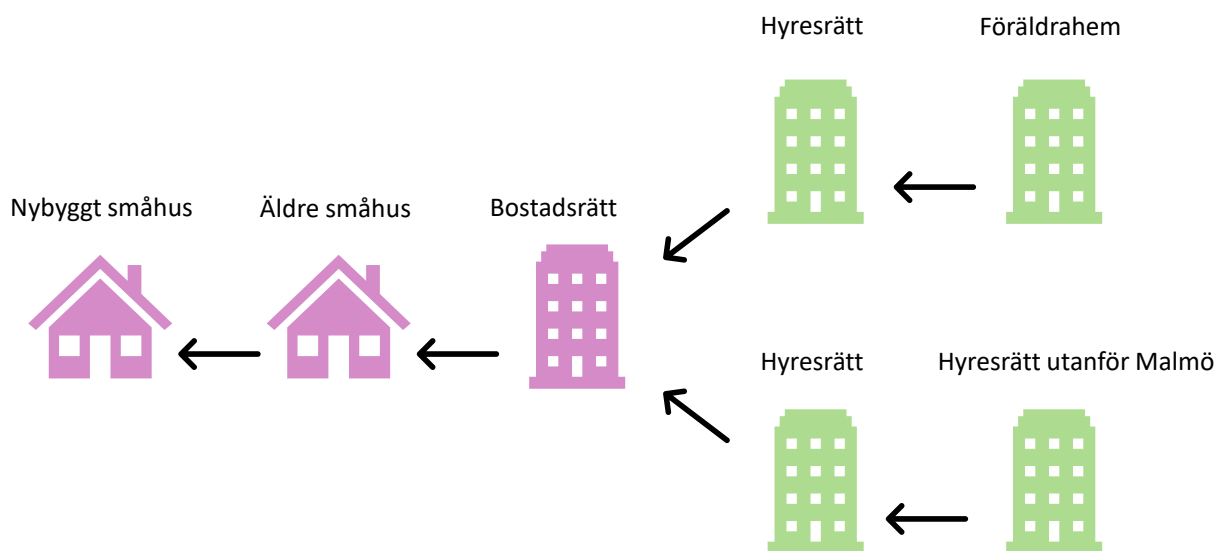 Hyresrätt
Föräldrahem
Nybyggt småhus
Äldre småhus
Bostadsrätt
Hyresrätt
Hyresrätt utanför Malmö